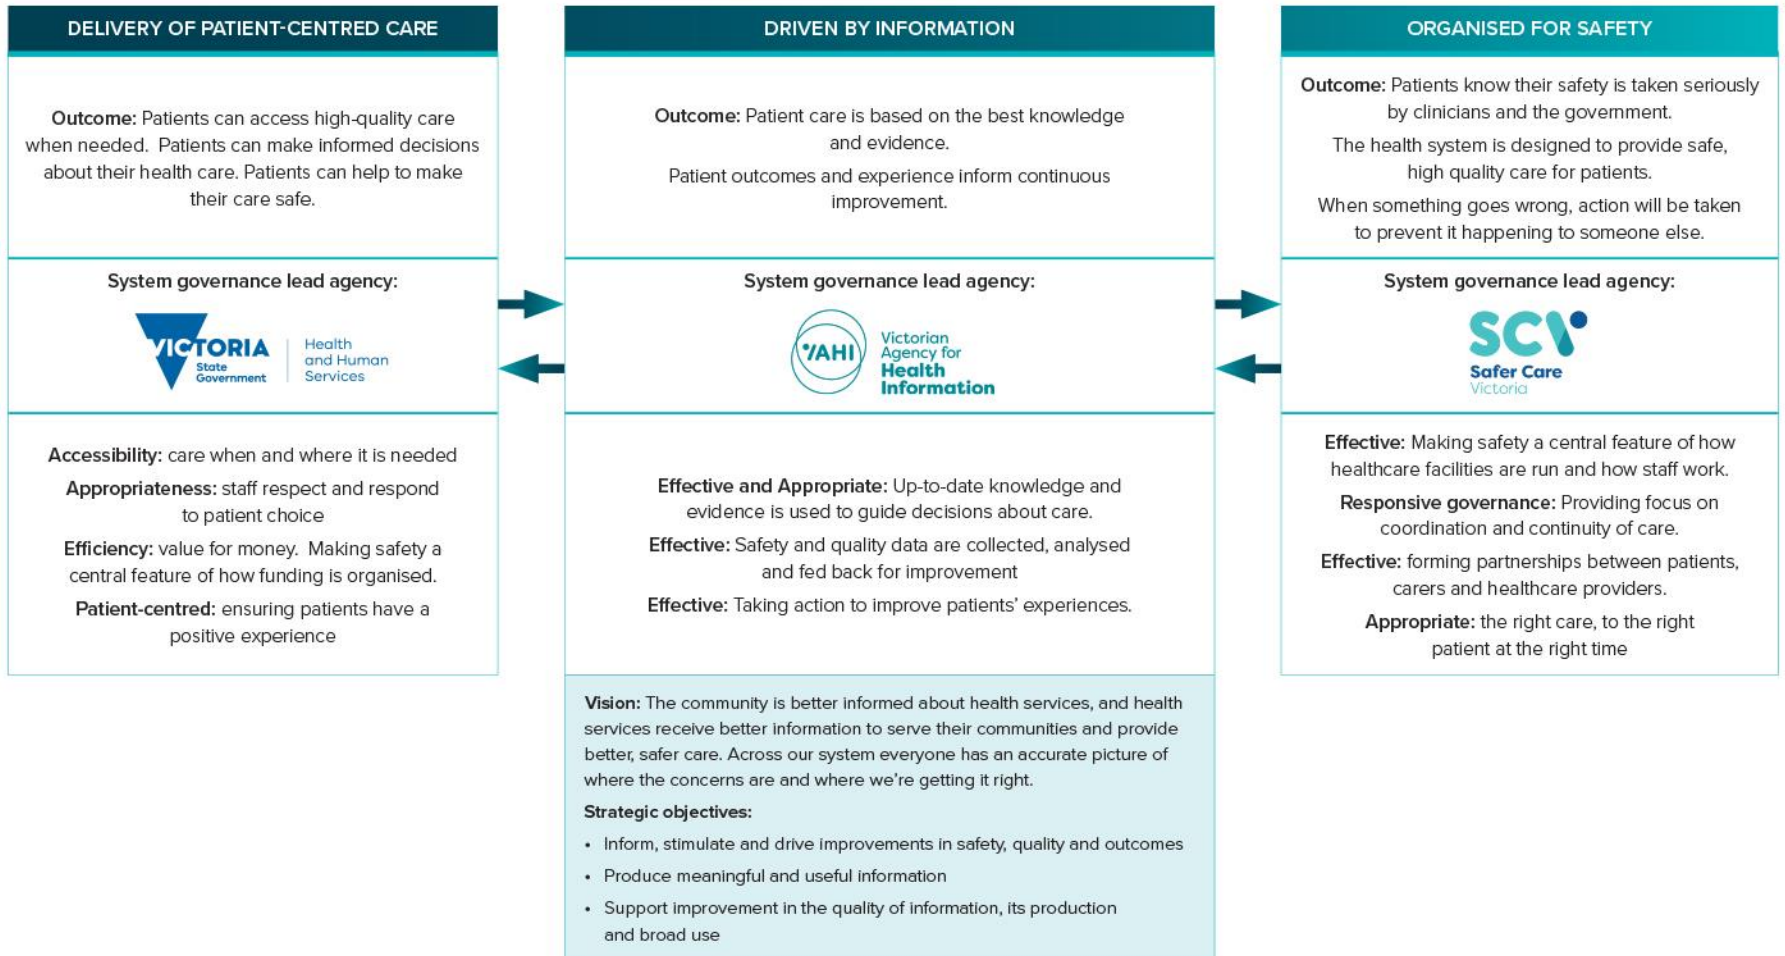 DELIVERY OF PATIENT-CENTRED CARE
Outcome: Patients can access high-quality care
when needed.  Patients can make informed decisions
about their health care. Patients can help to make
their care safe.
System governance lead agency:
VICTORIA
State
Government
Health
and Human
Services
Accessibility: care when and where it is needed
Appropriateness: staff respect and respond
to patient choice
Efficiency: value for money.  Making safety a
central feature of how funding is organised.
Patient-centred: ensuring patients have a
positive experience
DRIVEN BY INFORMATION
Outcome: Patient care is based on the best knowledge
and evidence.
Patient outcomes and experience inform continuous
improvement.
System governance lead agency:
VAHI
Victorian
Agency for
Health
Information
Effective and Appropriate: Up-to-date knowledge and
evidence is used to guide decisions about care.
Effective: Safety and quality data are collected, analysed
and fed back for improvement
Effective: Taking action to improve patients’ experiences.
Vision: The community is better informed about health services, and health
services receive better information to serve their communities and provide
better, safer care. Across our system everyone has an accurate picture of
where the concerns are and where we’re getting it right.
Strategic objectives:
• Inform, stimulate and drive improvements in safety, quality and outcomes
• Produce meaningful and useful information
• Support improvement in the quality of information, its production
and broad use
ORGANISED FOR SAFETY
Outcome: Patients know their safety is taken seriously
by clinicians and the government.
The health system is designed to provide safe,
high quality care for patients.
When something goes wrong, action will be taken
to prevent it happening to someone else.
System governance lead agency:
SCV
Safer Care
Victoria
Effective: Making safety a central feature of how
healthcare facilities are run and how staff work.
Responsive governance: Providing focus on
coordination and continuity of care.
Effective: forming partnerships between patients,
carers and healthcare providers.
Appropriate: the right care, to the right
patient at the right time